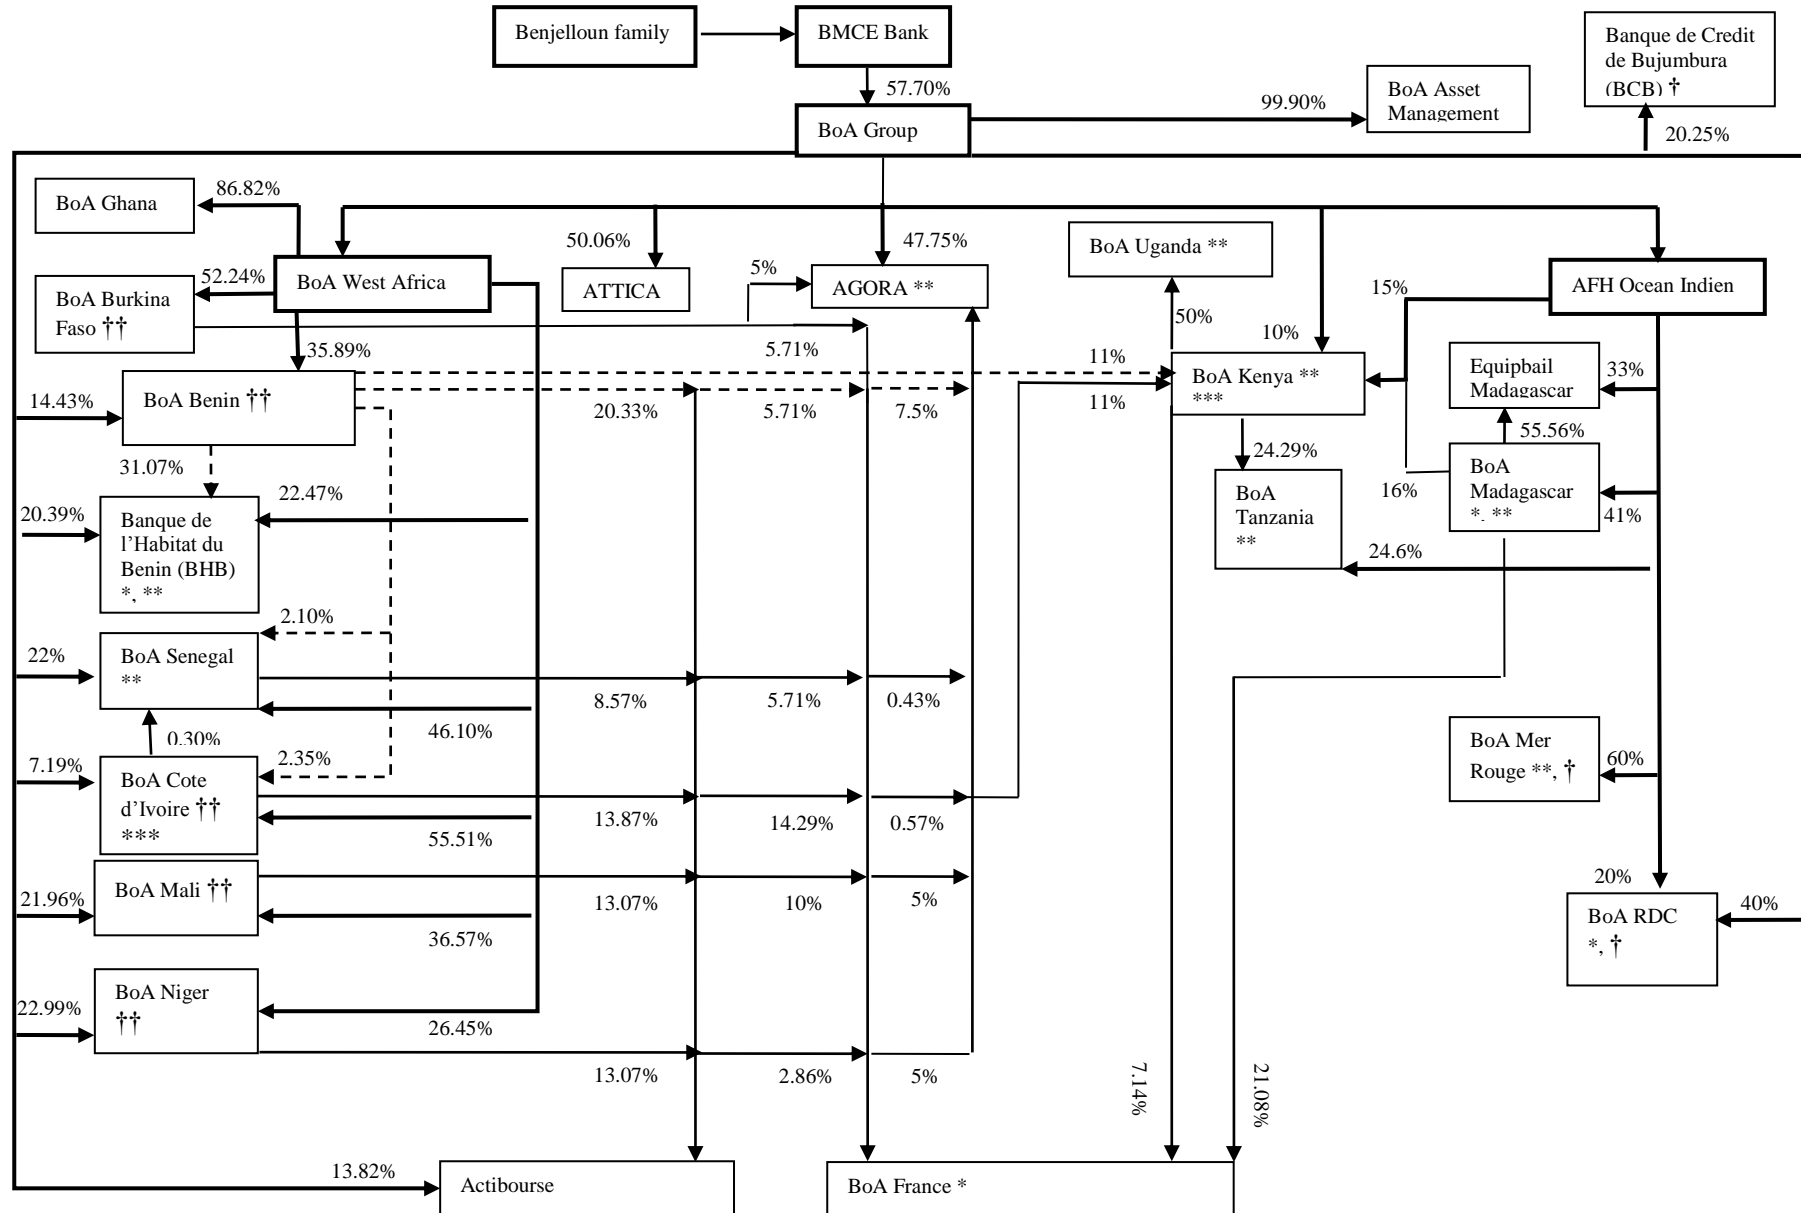 Benjelloun family
BMCE Bank
Banque de Credit
de Bujumbura
(BCB) †
57.70%
99.90%
BoA Asset
Management
BoA Group
20.25%
BoA Ghana
86.82%
50.06%
47.75%
BoA Uganda **
BoA West Africa
5%
ATTICA
AGORA **
AFH Ocean Indien
52.24%
BoA Burkina
Faso ††
15%
50%
10%
35.89%
5.71%
11%
BoA Kenya **
***
Equipbail
Madagascar
33%
14.43%
BoA Benin ††
20.33%
5.71%
7.5%
11%
55.56%
31.07%
24.29%
BoA
Madagascar
*, **
16%
41%
22.47%
20.39%
Banque de
l’Habitat du
Benin (BHB)
*, **
BoA
Tanzania
**
24.6%
2.10%
22%
BoA Senegal
**
8.57%
5.71%
0.43%
46.10%
0.30%
2.35%
7.19%
BoA Cote
d’Ivoire ††
***
13.87%
14.29%
0.57%
55.51%
BoA Mer
Rouge **, †
60%
BoA Mali ††
21.96%
13.07%
10%
5%
36.57%
20%
BoA RDC
*, †
40%
BoA Niger
††
22.99%
26.45%
13.07%
2.86%
5%
7.14%
21.08%
13.82%
Actibourse
BoA France *